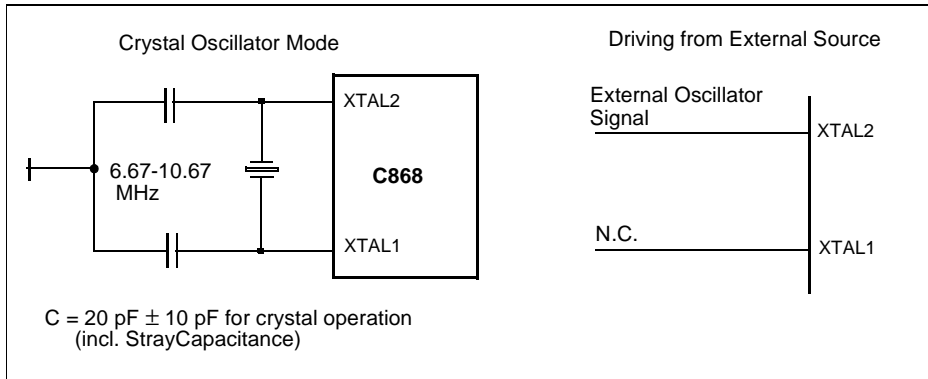 Crystal Oscillator Mode
XTAL2
6.67-10.67
MHz
C868
XTAL1
C = 20 pF ± 10 pF for crystal operation
(incl. StrayCapacitance)
Driving from External Source
External Oscillator
Signal
XTAL2
N.C.
XTAL1